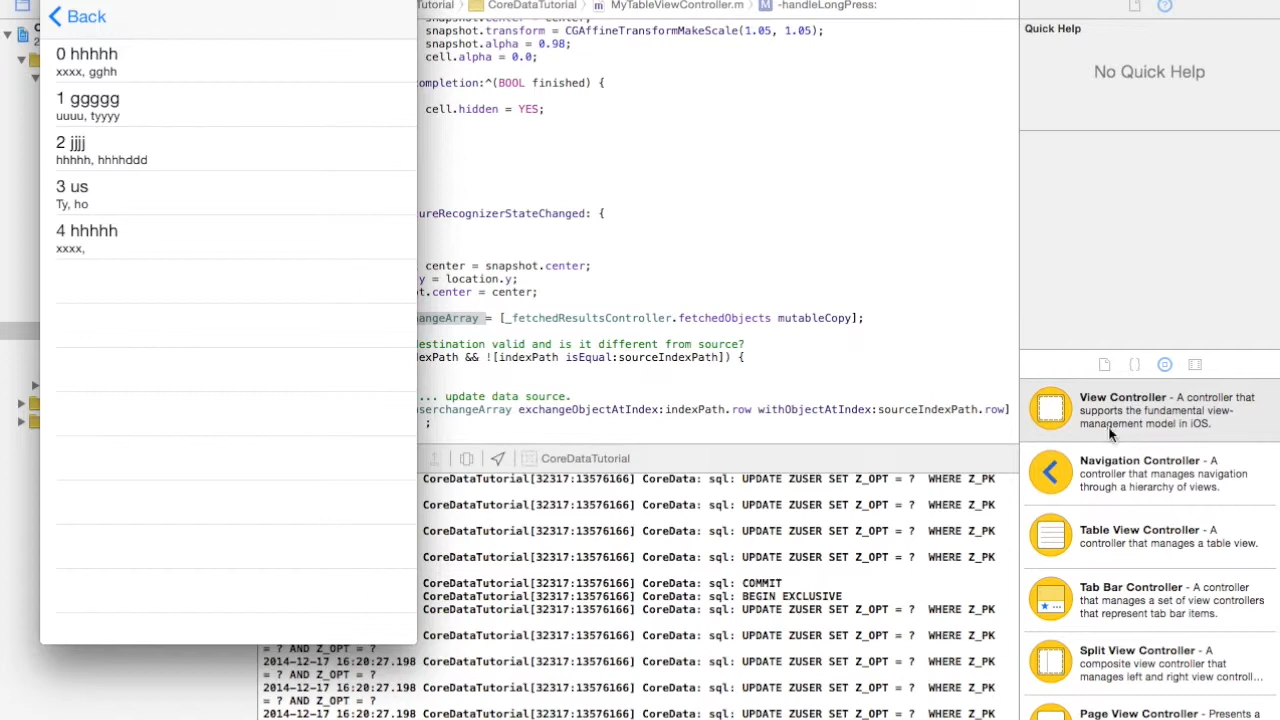 Back
0 hhhhh
xxxx, gghh
1 ggggg
uuuu, tyyyy
2 jjjj
hhhhh, hhhhddd
3 us
Ty, ho
4 hhhhh
xxxx,
Tutorial
CoreDataTutorial
MyTableViewController.m
-handleLongPress:
snapshot.transform = CGAffineTransformMakeScale(1.05, 1.05);
snapshot.alpha = 0.98;
cell.alpha = 0.0;
ompletion:^(BOOL finished) {
cell.hidden = YES;
ureRecognizerStateChanged: {
center = snapshot.center;
y = location.y;
t.center = center;
angeArray = [_fetchedResultsController.fetchedObjects mutableCopy];
estination valid and is it different from source?
exPath && ![indexPath isEqual:sourceIndexPath]) {
... update data source.
serchangeArray exchangeObjectAtIndex:indexPath.row withObjectAtIndex:sourceIndexPath.row]
;
CoreDataTutorial
CoreDataTutorial[32317:13576166] CoreData: sql: UPDATE ZUSER SET Z_OPT = ?  WHERE Z_PK
CoreDataTutorial[32317:13576166] CoreData: sql: UPDATE ZUSER SET Z_OPT = ?  WHERE Z_PK
CoreDataTutorial[32317:13576166] CoreData: sql: UPDATE ZUSER SET Z_OPT = ?  WHERE Z_PK
CoreDataTutorial[32317:13576166] CoreData: sql: UPDATE ZUSER SET Z_OPT = ?  WHERE Z_PK
CoreDataTutorial[32317:13576166] CoreData: sql: COMMIT
CoreDataTutorial[32317:13576166] CoreData: sql: BEGIN EXCLUSIVE
CoreDataTutorial[32317:13576166] CoreData: sql: UPDATE ZUSER SET Z_OPT = ?  WHERE Z_PK
CoreDataTutorial[32317:13576166] CoreData: sql: UPDATE ZUSER SET Z_OPT = ?  WHERE Z_PK
= ? AND Z_OPT = ?
2014-12-17 16:20:27.198 CoreDataTutorial[32317:13576166] CoreData: sql: UPDATE ZUSER SET Z_OPT = ?  WHERE Z_PK
= ? AND Z_OPT = ?
2014-12-17 16:20:27.198 CoreDataTutorial[32317:13576166] CoreData: sql: UPDATE ZUSER SET Z_OPT = ?  WHERE Z_PK
= ? AND Z_OPT = ?
2014-12-17 16:20:27.198 CoreDataTutorial[32317:13576166] CoreData: sql: UPDATE ZUSER SET Z_OPT = ?  WHERE Z_PK
Quick Help
No Quick Help
View Controller - A controller that
supports the fundamental view-
management model in iOS.
Navigation Controller - A
controller that manages navigation
through a hierarchy of views.
Table View Controller - A
controller that manages a table view.
Tab Bar Controller - A controller
that manages a set of view controllers
that represent tab bar items.
Split View Controller - A
composite view controller that
manages left and right view controll...
Page View Controller - Presents a